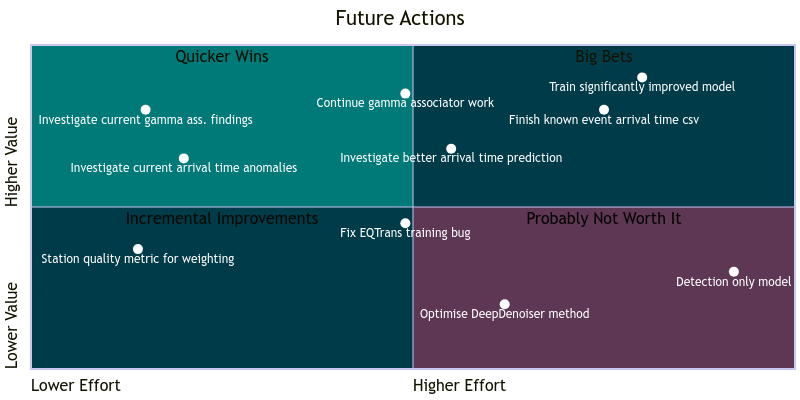 Future Actions
Quicker Wins
Big Bets
Train significantly improved model
Continue gamma associator work
Investigate current gamma ass. findings
Finish known event arrival time csv
Investigate better arrival time prediction
Investigate current arrival time anomalies
Higher Value
Incremental Improvements
Probably Not Worth It
Fix EQTrans training bug
Station quality metric for weighting
Detection only model
Optimise DeepDenoiser method
Lower Value
Lower Effort
Higher Effort